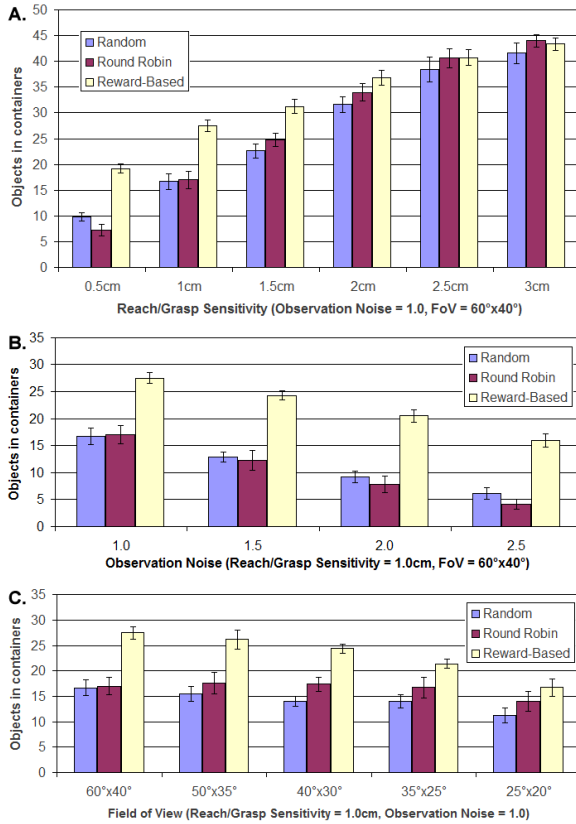 A.
50
45
40
35
30
25
20
15
10
5
0
Objects in containers
Random
Round Robin
Reward-Based
0.5cm 1cm 1.5cm 2cm 2.5cm 3cm
Reach/Grasp Sensitivity (Observation Noise = 1.0, FoV = 60°x40°)
B.
35
30
25
20
15
10
5
0
Objects in containers
Random
Round Robin
Reward-Based
1.0 1.5 2.0 2.5
Observation Noise (Reach/Grasp Sensitivity = 1.0cm, FoV = 60°x40°)
C.
35
30
25
20
15
10
5
0
Objects in containers
Random
Round Robin
Reward-Based
60°x40° 50°x35° 40°x30° 35°x25° 25°x20°
Field of View (Reach/Grasp Sensitivity = 1.0cm, Observation Noise = 1.0)